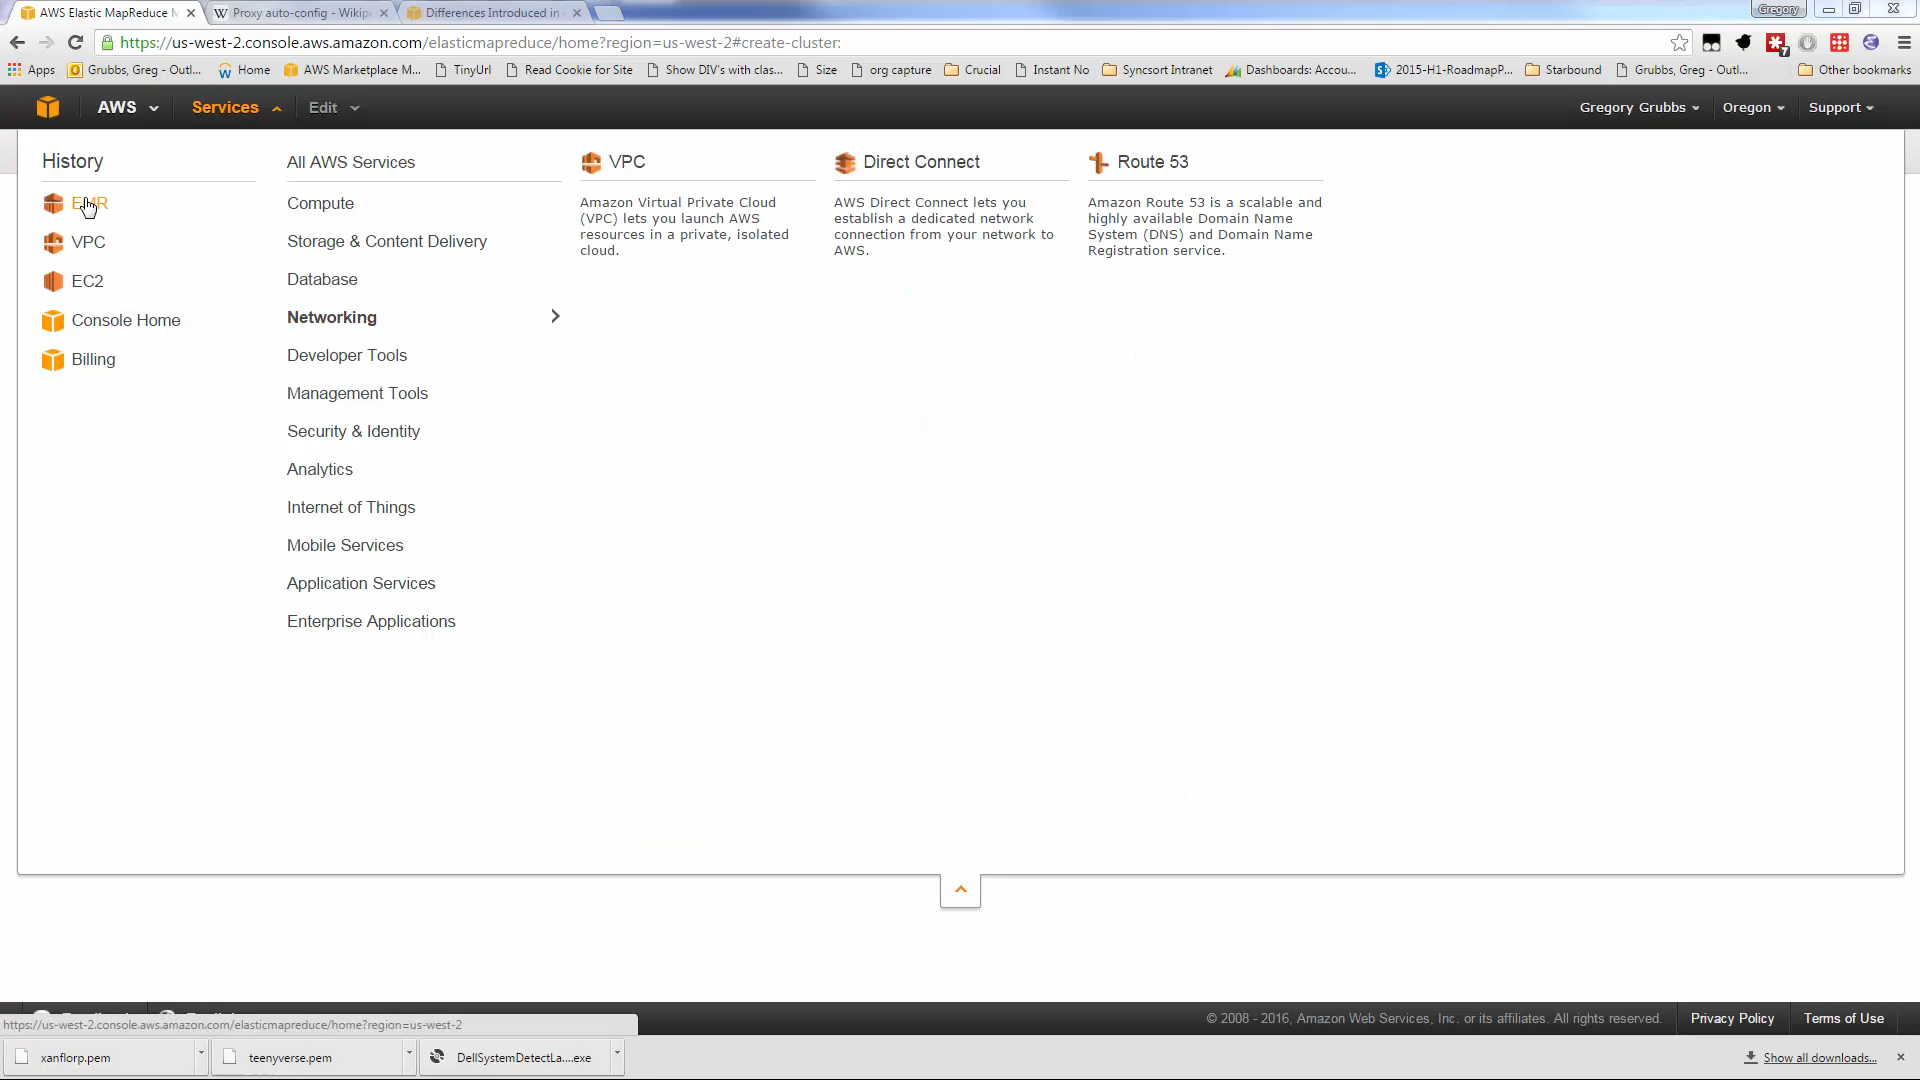 AWS Elastic MapReduce M
Proxy auto-config - Wikip
Differences Introduced in
Gregory
https://us-west-2.console.aws.amazon.com/elasticmapreduce/home?region=us-west-2#create-cluster:
7
Apps
Grubbs, Greg - Outl...
Home
AWS Marketplace M...
TinyUrl
Read Cookie for Site
Show DIV's with clas...
Size
org capture
Crucial
Instant No
Syncsort Intranet
Dashboards: Accou...
2015-H1-RoadmapP...
Starbound
Grubbs, Greg - Outl...
Other bookmarks
AWS
Services
Edit
Gregory Grubbs
Oregon
Support
History
EMR
VPC
EC2
Console Home
Billing
All AWS Services
Compute
Storage & Content Delivery
Database
Networking
Developer Tools
Management Tools
Security & Identity
Analytics
Internet of Things
Mobile Services
Application Services
Enterprise Applications
VPC
Amazon Virtual Private Cloud
(VPC) lets you launch AWS
resources in a private, isolated
cloud.
Direct Connect
AWS Direct Connect lets you
establish a dedicated network
connection from your network to
AWS.
Route 53
Amazon Route 53 is a scalable and
highly available Domain Name
System (DNS) and Domain Name
Registration service.
© 2008 - 2016, Amazon Web Services, Inc. or its affiliates. All rights reserved.
Privacy Policy
Terms of Use
https://us-west-2.console.aws.amazon.com/elasticmapreduce/home?region=us-west-2
xanflorp.pem
teenyverse.pem
DellSystemDetectLa....exe
Show all downloads...